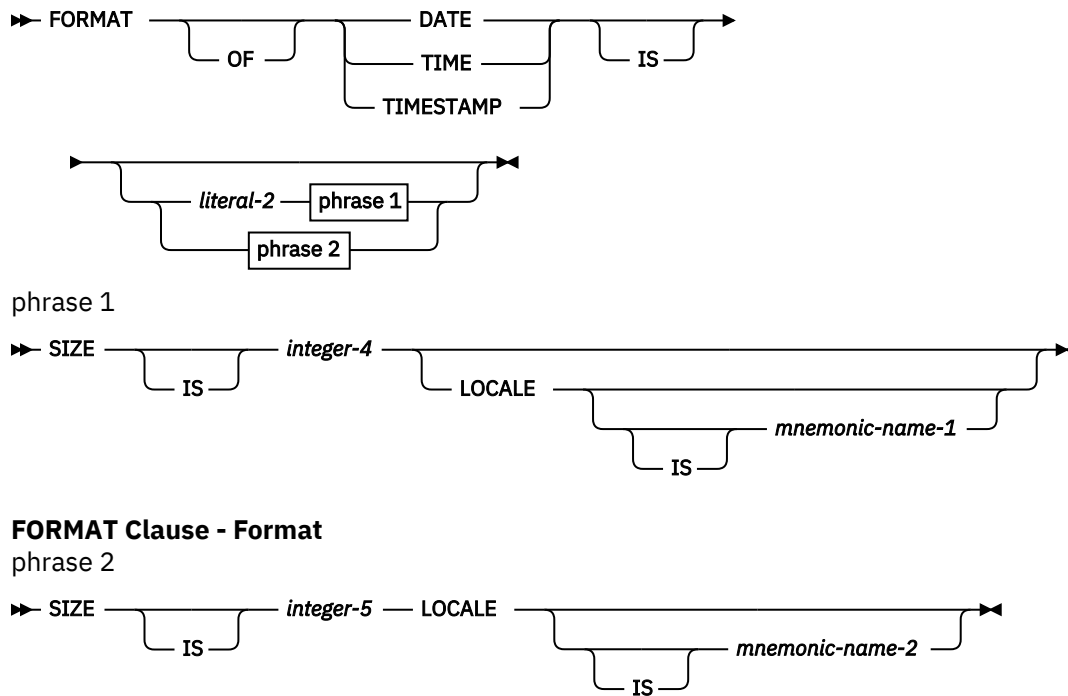 FORMAT DATE
OF TIME IS
TIMESTAMP
literal-2 phrase 1
phrase 2
phrase 1
SIZE integer-4
IS LOCALE
mnemonic-name-1
IS
FORMAT Clause - Format
phrase 2
SIZE integer-5 LOCALE
IS mnemonic-name-2
IS